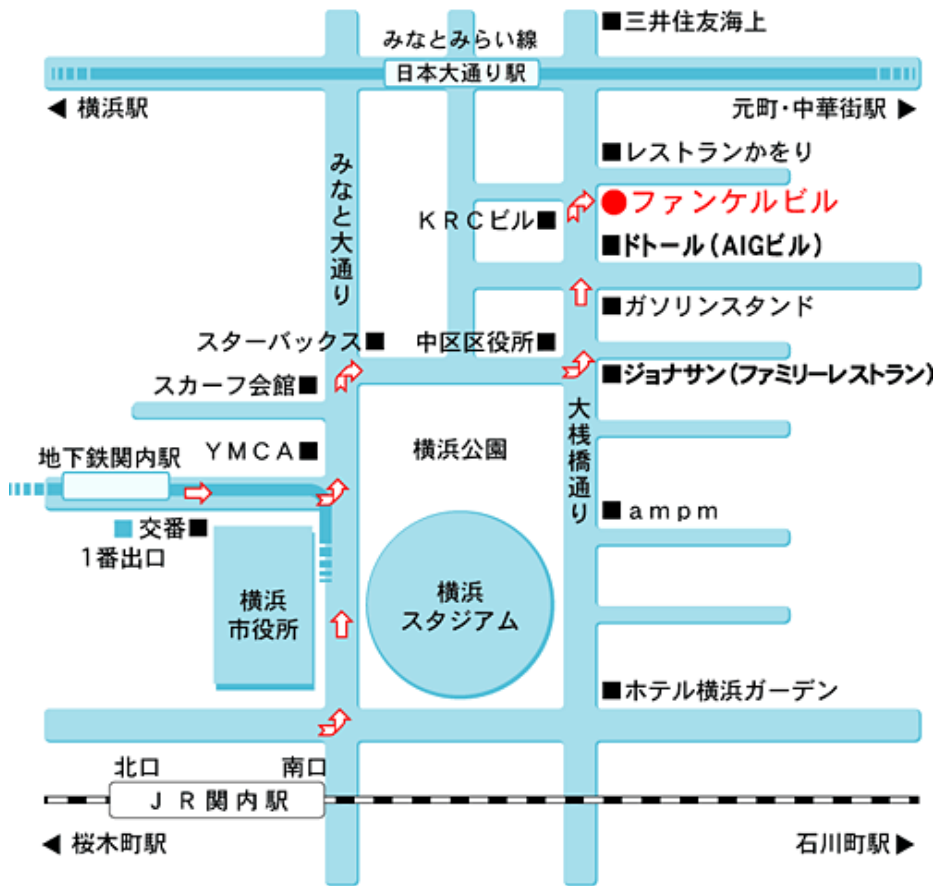 ■三井住友海上
みなとみらい線
日本大通り駅
◀ 横浜駅
元町・中華街駅 ▶
■レストランかをり
みなと大通り
●ファンケルビル
ＫＲＣビル■
■ドトール（AIGビル）
■ガソリンスタンド
スターバックス■
中区区役所■
スカーフ会館■
■ジョナサン（ファミリーレストラン）
大桟橋通り
ＹＭＣＡ■
横浜公園
地下鉄関内駅
■ａｍｐｍ
■ 交番■
１番出口
横浜
市役所
横浜
スタジアム
■ホテル横浜ガーデン
北口
南口
ＪＲ関内駅
◀ 桜木町駅
石川町駅▶